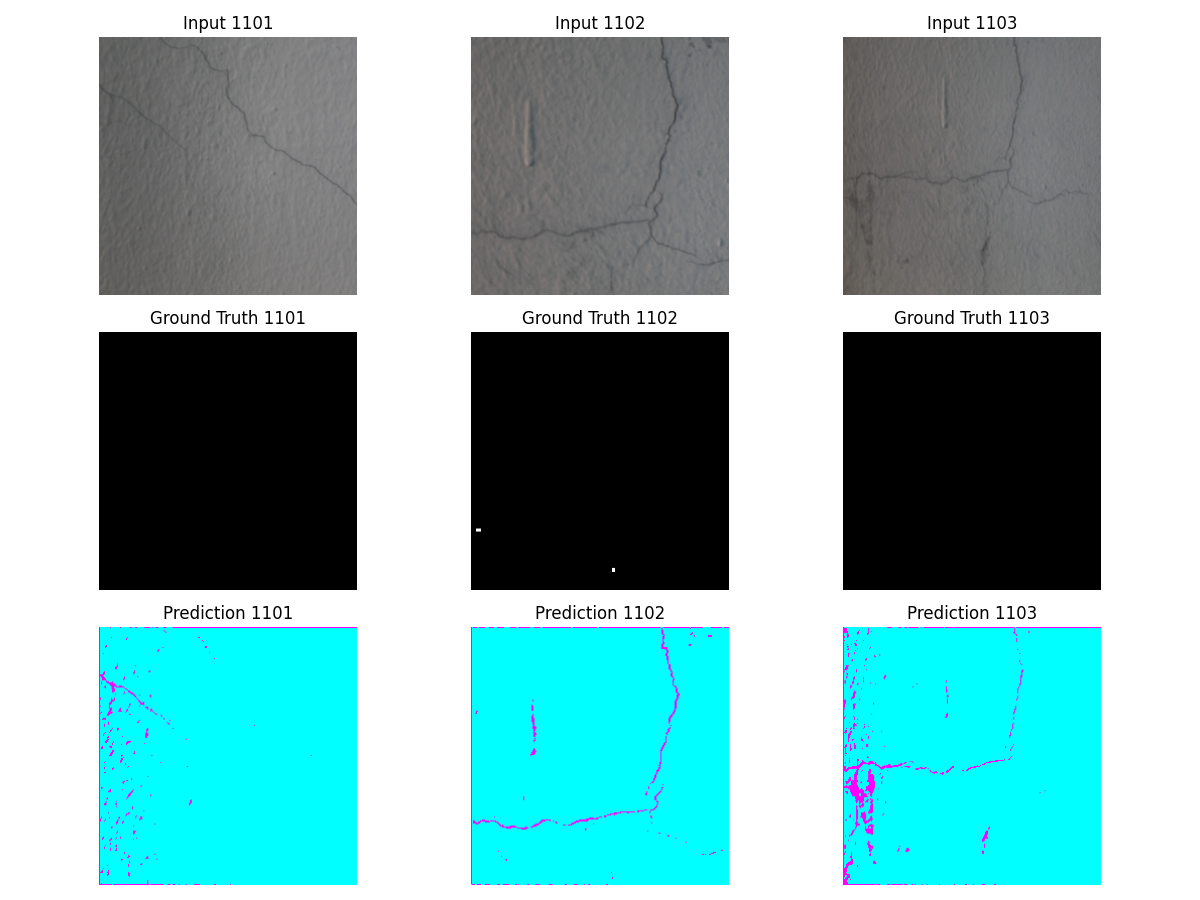 Input 1101
Input 1102
Input 1103
Ground Truth 1101
Ground Truth 1102
Ground Truth 1103
Prediction 1101
Prediction 1102
Prediction 1103